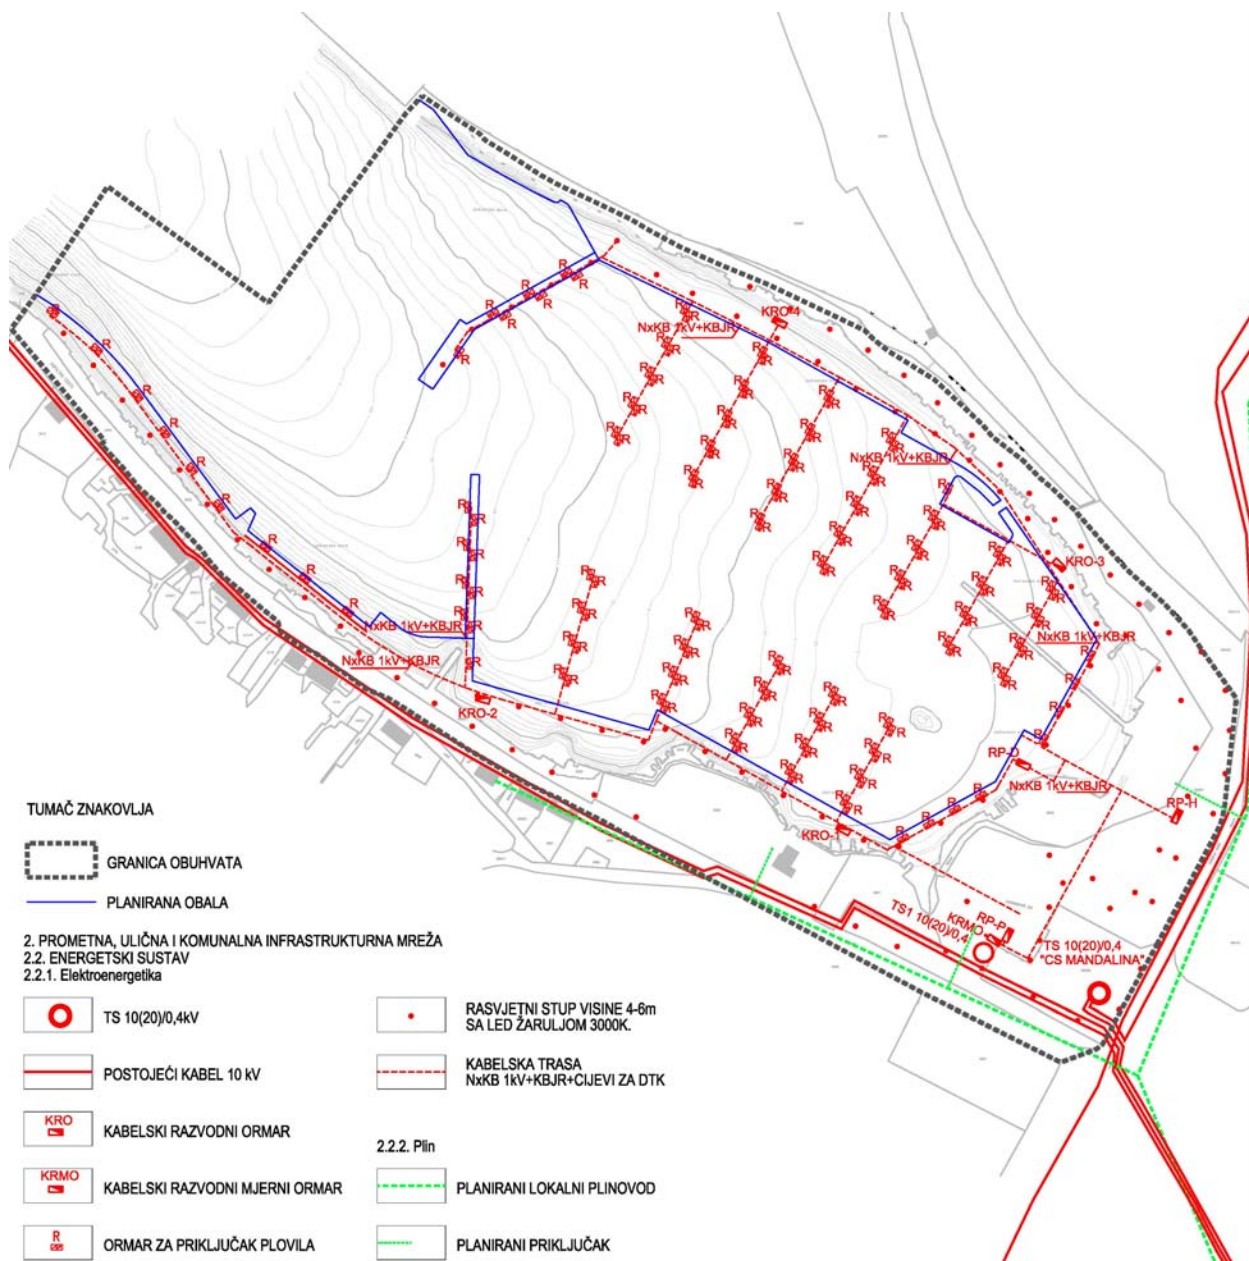 KRO-4
NxKB 1kV+KBJR
NxKB 1kV+KBJR
KRO-3
NxKB 1kV+KBJR
NxKB 1kV+KBJR
NxKB 1kV+KBJR
KRO-2
RP-D
NxKB 1kV+KBJR
RP-H
KRO-1
TS1 10(20)/0,4
KRMO
RP-P
TS 10(20)/0,4
"CS MANDALINA"
TUMAČ ZNAKOVLJA
GRANICA OBUHVATA
PLANIRANA OBALA
2. PROMETNA, ULIČNA I KOMUNALNA INFRASTRUKTURNA MREŽA
2.2. ENERGETSKI SUSTAV
2.2.1. Elektroenergetika
TS 10(20)/0,4kV
POSTOJEĆI KABEL 10 kV
KRO
KABELSKI RAZVODNI ORMAR
KRMO
KABELSKI RAZVODNI MJERNI ORMAR
R
ORMAR ZA PRIKLJUČAK PLOVILA
RASVJETNI STUP VISINE 4-6m
SA LED ŽARULJOM 3000K.
KABELSKA TRASA
NxKB 1kV+KBJR+CIJEVI ZA DTK
2.2.2. Plin
PLANIRANI LOKALNI PLINOVOD
PLANIRANI PRIKLJUČAK